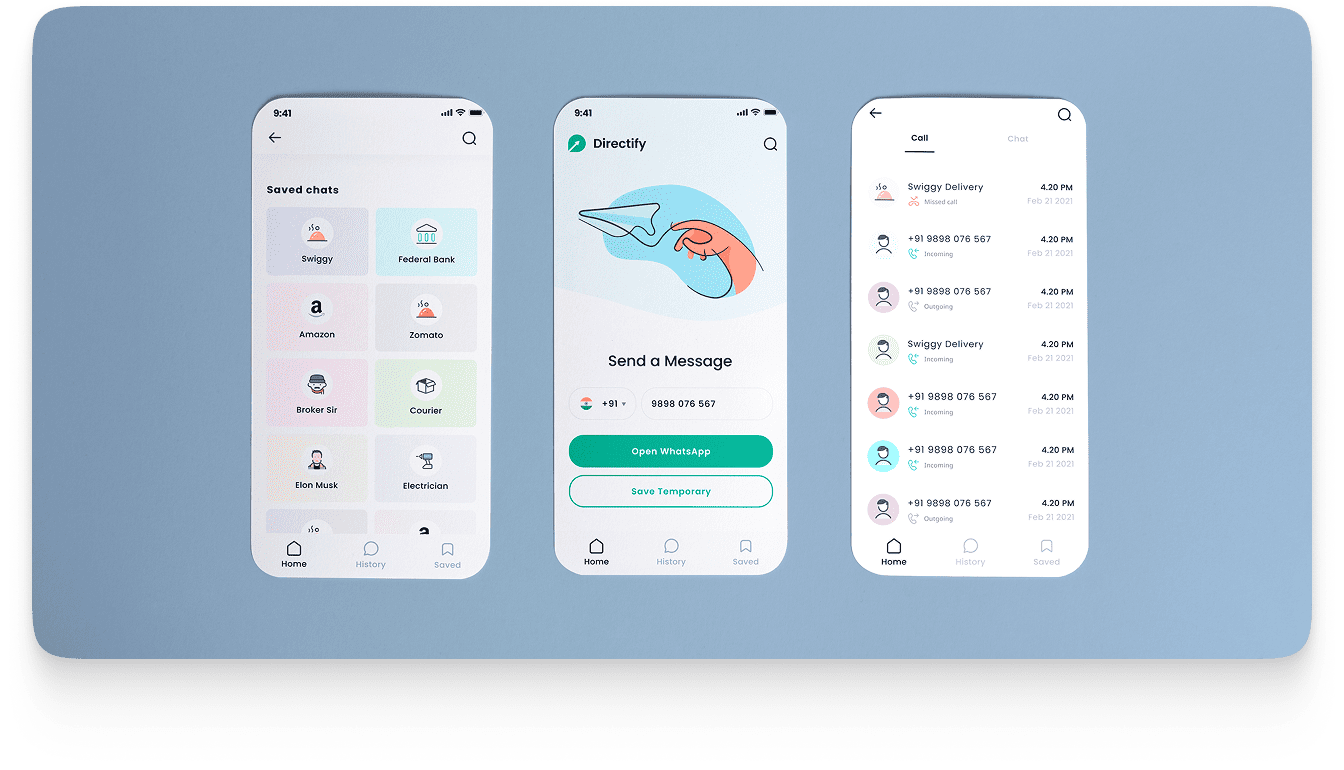 9:41
Saved chats
Swiggy
Federal Bank
a
Amazon
Zomato
Broker Sir
Courier
Elon Musk
Electrician
a
Home
History
Saved
9:41
Directify
Send a Message
+91
9898 076 567
Open WhatsApp
Save Temporary
Home
History
Saved
Call
Chat
Swiggy Delivery
4.20 PM
Missed call
Feb 21 2021
+91 9898 076 567
4.20 PM
Incoming
Feb 21 2021
+91 9898 076 567
4.20 PM
Outgoing
Feb 21 2021
Swiggy Delivery
4.20 PM
Incoming
Feb 21 2021
+91 9898 076 567
4.20 PM
Incoming
Feb 21 2021
+91 9898 076 567
4.20 PM
Incoming
Feb 21 2021
+91 9898 076 567
4.20 PM
Outgoing
Feb 21 2021
Home
History
Saved